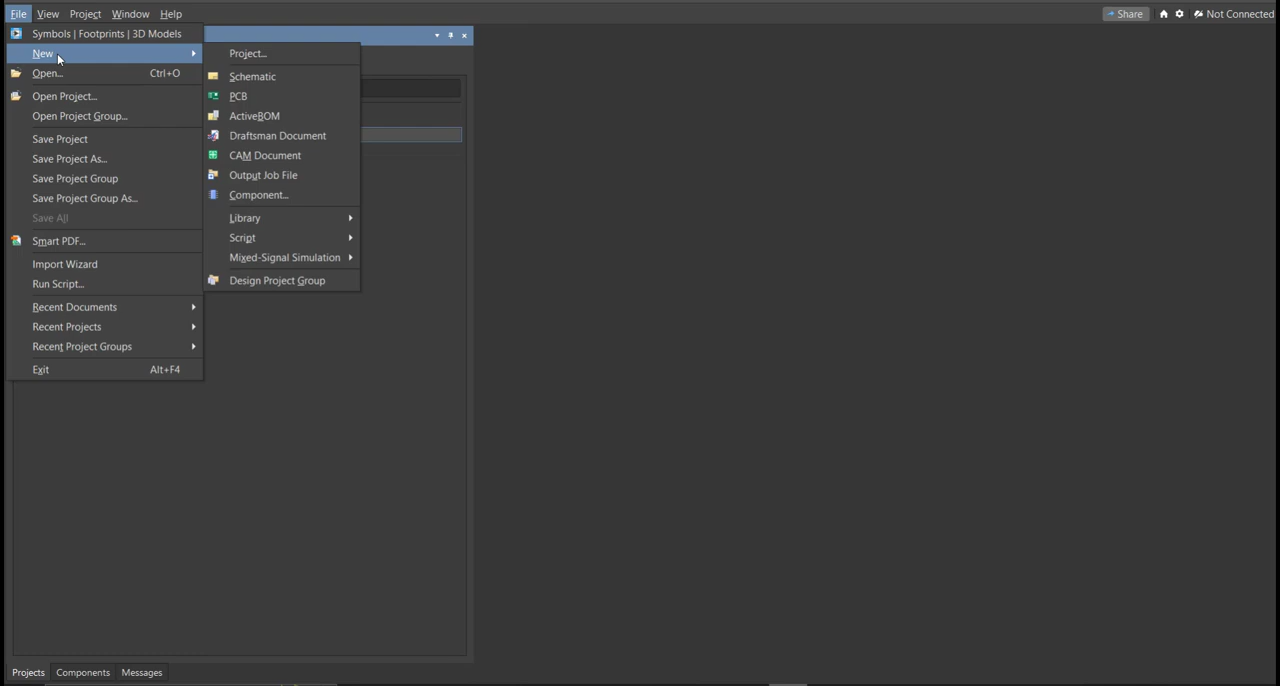 File View Project Window Help
Share Not Connected
Symbols | Footprints | 3D Models
New
Open... Ctrl+O
Open Project...
Open Project Group...
Save Project
Save Project As...
Save Project Group
Save Project Group As...
Save All
Smart PDF...
Import Wizard
Run Script...
Recent Documents
Recent Projects
Recent Project Groups
Exit Alt+F4
Project...
Schematic
PCB
ActiveBOM
Draftsman Document
CAM Document
Output Job File
Component...
Library
Script
Mixed-Signal Simulation
Design Project Group
Projects Components Messages